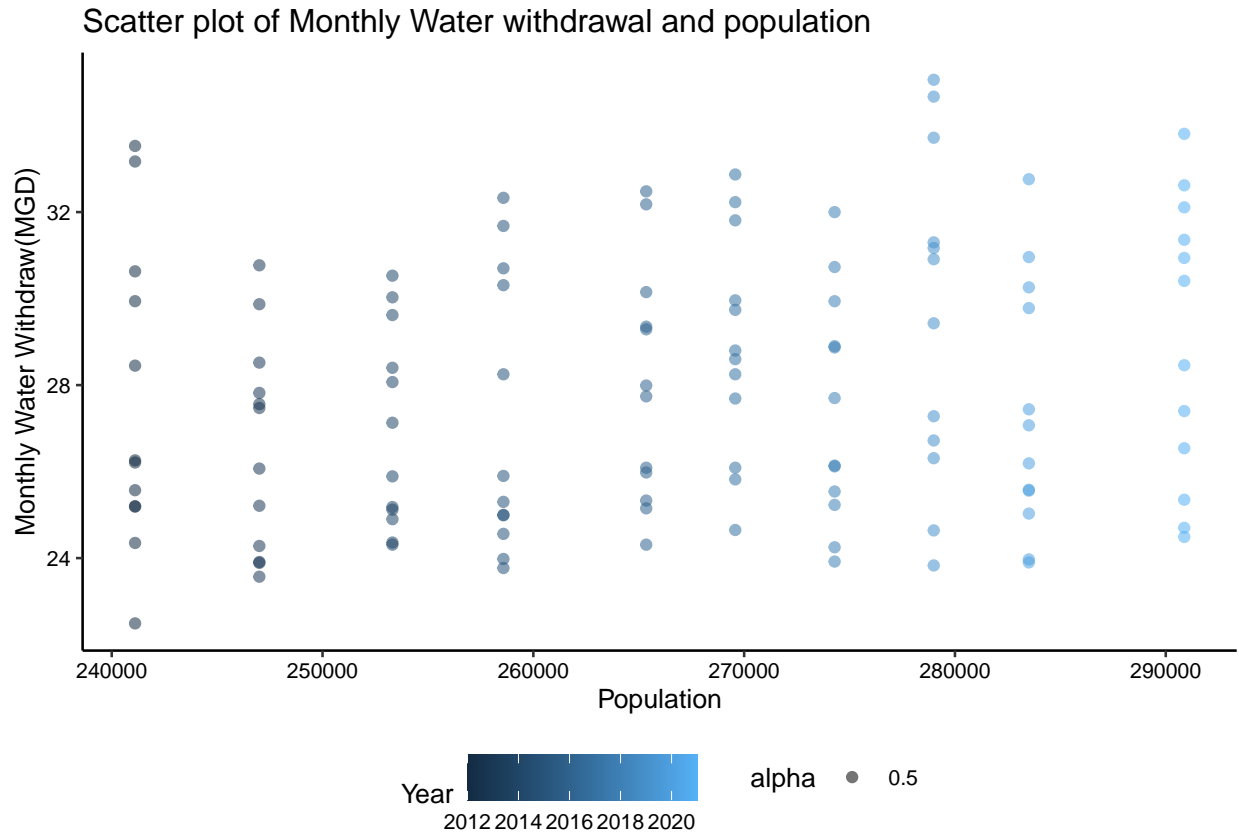 Scatter plot of Monthly Water withdrawal and population
Monthly Water Withdraw(MGD)
32
28
24
240000 250000 260000 270000 280000 290000
Population
Year
2012 2014 2016 2018 2020
alpha 0.5